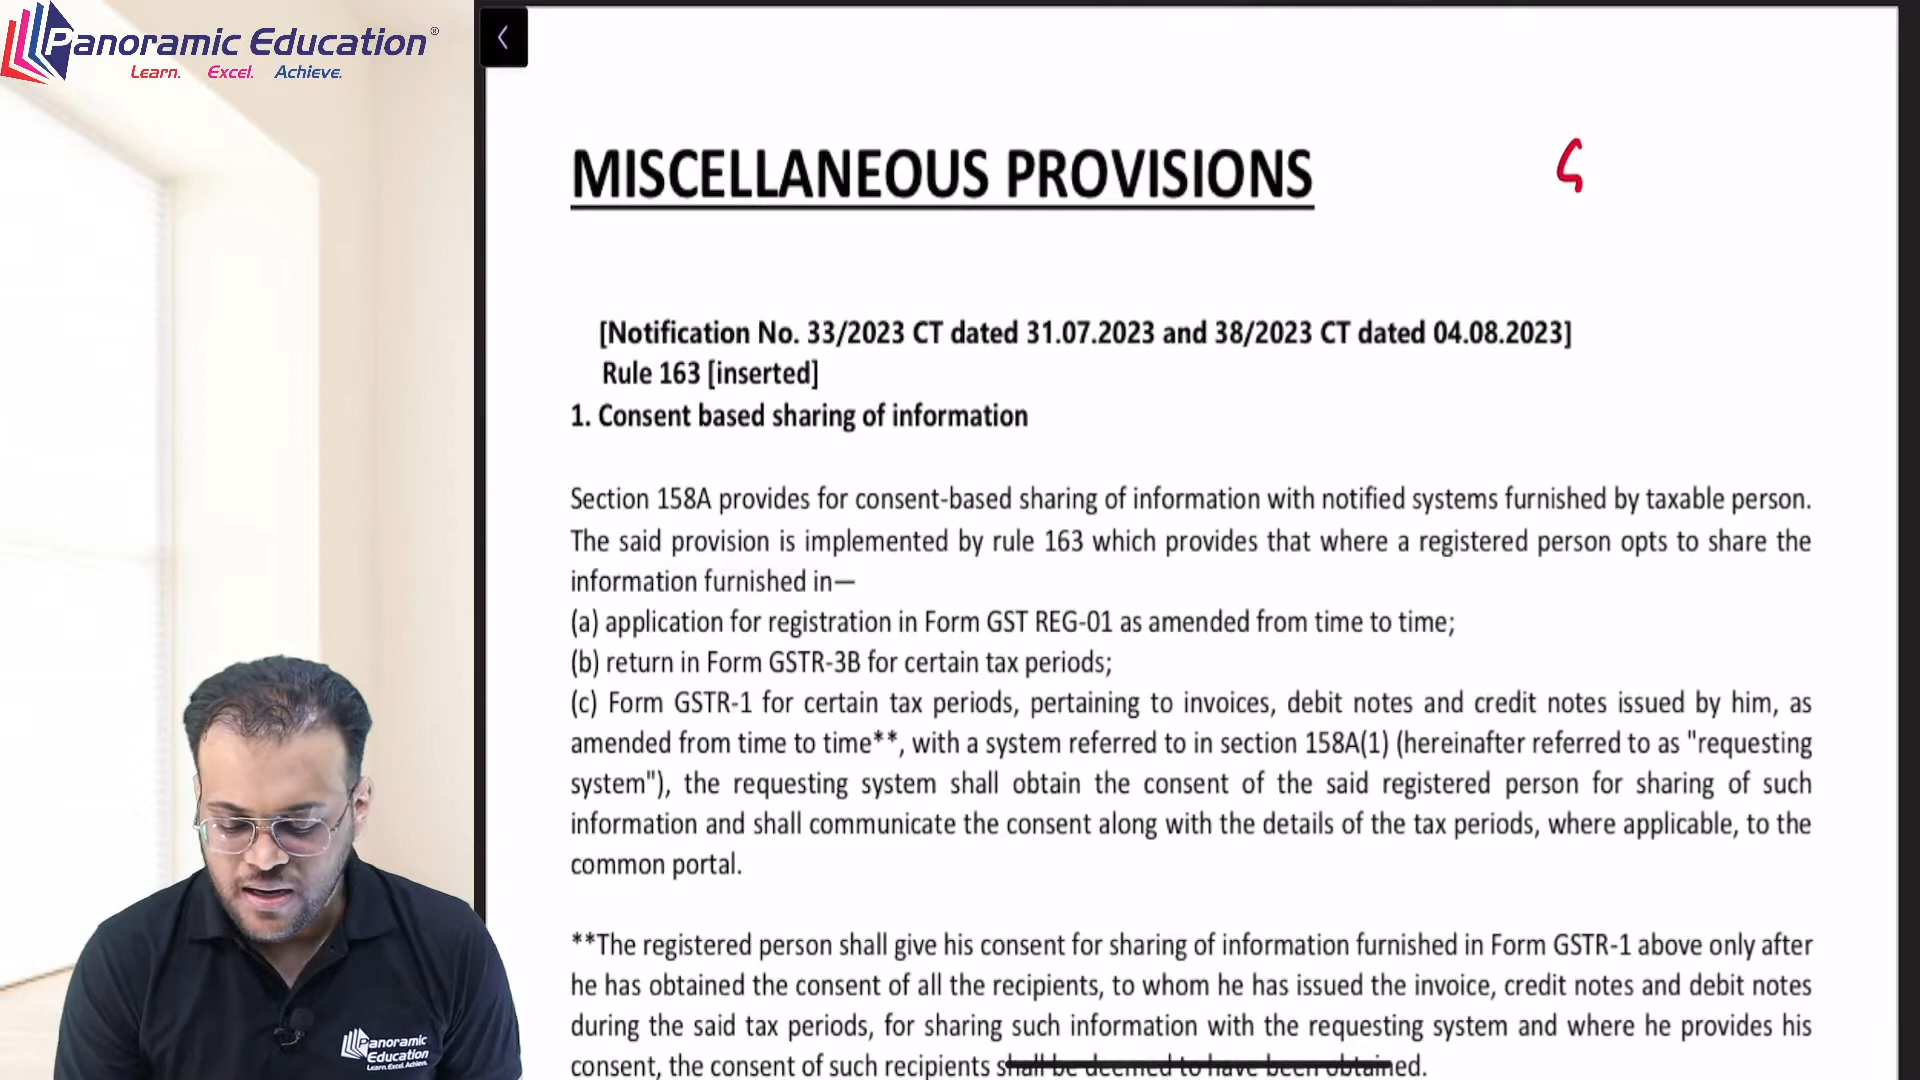 Panoramic Education®
Learn. Excel. Achieve.
MISCELLANEOUS PROVISIONS
[Notification No. 33/2023 CT dated 31.07.2023 and 38/2023 CT dated 04.08.2023]
Rule 163 [inserted]
1. Consent based sharing of information
Section 158A provides for consent-based sharing of information with notified systems furnished by taxable person.
The said provision is implemented by rule 163 which provides that where a registered person opts to share the
information furnished in—
(a) application for registration in Form GST REG-01 as amended from time to time;
(b) return in Form GSTR-3B for certain tax periods;
(c) Form GSTR-1 for certain tax periods, pertaining to invoices, debit notes and credit notes issued by him, as
amended from time to time**, with a system referred to in section 158A(1) (hereinafter referred to as "requesting
system"), the requesting system shall obtain the consent of the said registered person for sharing of such
information and shall communicate the consent along with the details of the tax periods, where applicable, to the
common portal.
**The registered person shall give his consent for sharing of information furnished in Form GSTR-1 above only after
he has obtained the consent of all the recipients, to whom he has issued the invoice, credit notes and debit notes
during the said tax periods, for sharing such information with the requesting system and where he provides his
consent, the consent of such recipients shall be deemed to have been obtained.
Panoramic
Education
Learn. Excel. Achieve.